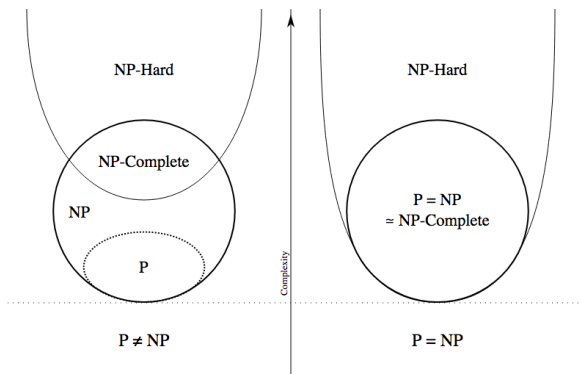 NP-Hard
NP-Complete
NP
P
P ≠ NP
Complexity
NP-Hard
P = NP
≃ NP-Complete
P = NP